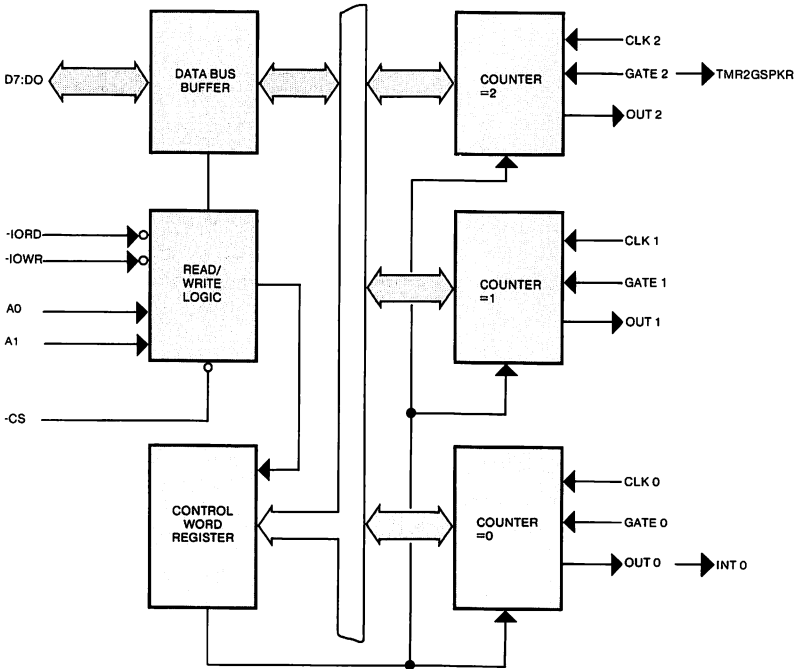 D7:DO
DATA BUS
BUFFER
-IORD
-IOWR
A0
A1
-CS
READ/
WRITE
LOGIC
CONTROL
WORD
REGISTER
COUNTER
=2
CLK 2
GATE 2
TMR2GSPKR
OUT 2
COUNTER
=1
CLK 1
GATE 1
OUT 1
COUNTER
=0
CLK 0
GATE 0
OUT 0
INT 0